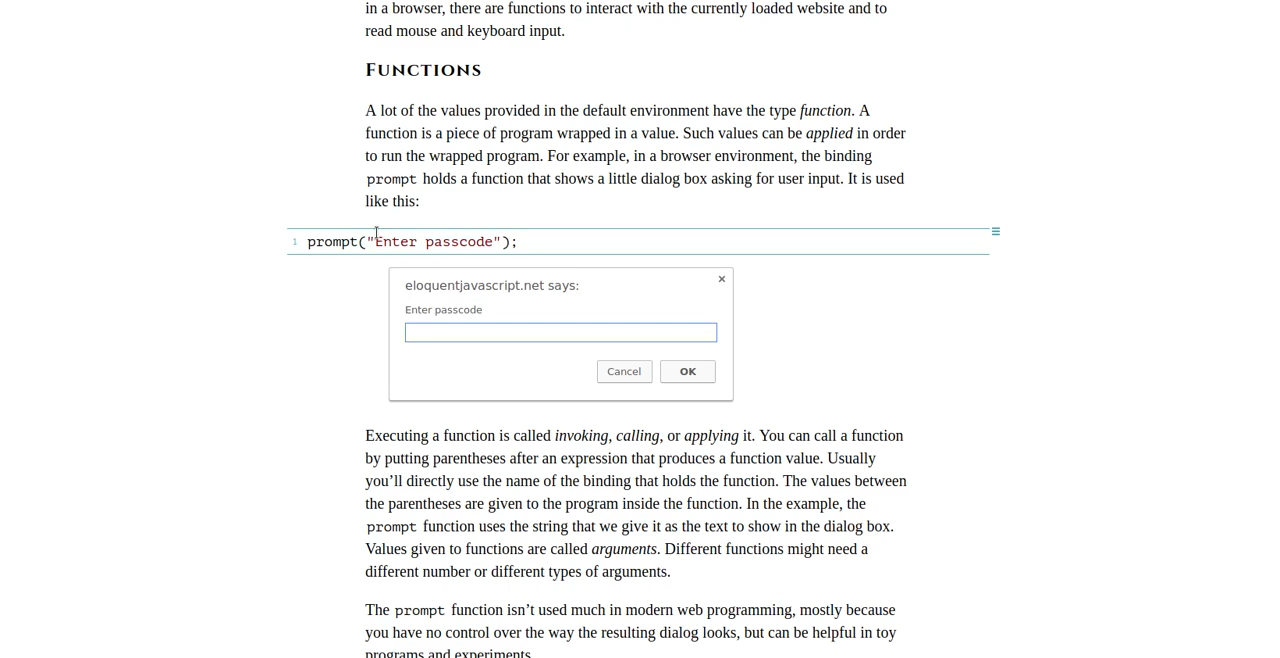 in a browser, there are functions to interact with the currently loaded website and to
read mouse and keyboard input.
Functions
A lot of the values provided in the default environment have the type function. A
function is a piece of program wrapped in a value. Such values can be applied in order
to run the wrapped program. For example, in a browser environment, the binding
prompt holds a function that shows a little dialog box asking for user input. It is used
like this:
1 prompt("Enter passcode");
eloquentjavascript.net says:
Enter passcode
Cancel OK
Executing a function is called invoking, calling, or applying it. You can call a function
by putting parentheses after an expression that produces a function value. Usually
you’ll directly use the name of the binding that holds the function. The values between
the parentheses are given to the program inside the function. In the example, the
prompt function uses the string that we give it as the text to show in the dialog box.
Values given to functions are called arguments. Different functions might need a
different number or different types of arguments.
The prompt function isn’t used much in modern web programming, mostly because
you have no control over the way the resulting dialog looks, but can be helpful in toy
programs and experiments.